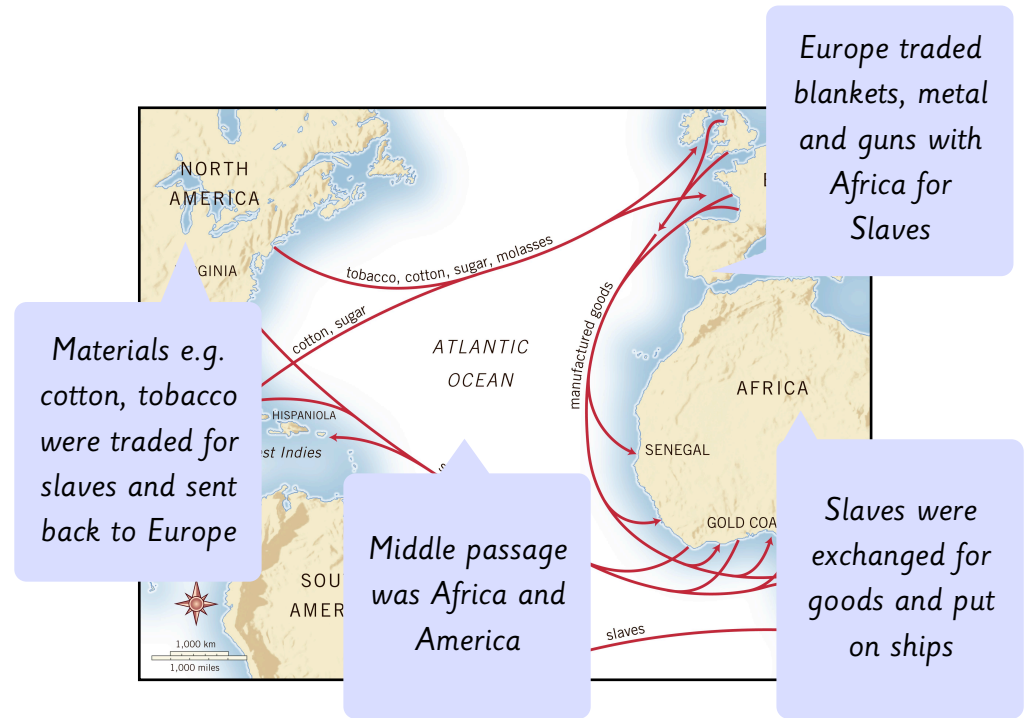 Europe traded
blankets, metal
and guns with
Africa for
Slaves
NORTH
AMERICA
GINIA
tobacco, cotton, sugar, molasses
cotton, sugar
manufactured goods
ATLANTIC
OCEAN
AFRICA
Materials e.g.
cotton, tobacco
were traded for
slaves and sent
back to Europe
HISPANIOLA
st Indies
SENEGAL
GOLD COA
Middle passage
was Africa and
America
Slaves were
exchanged for
goods and put
on ships
SOU
AMER
slaves
1,000 km
1,000 miles